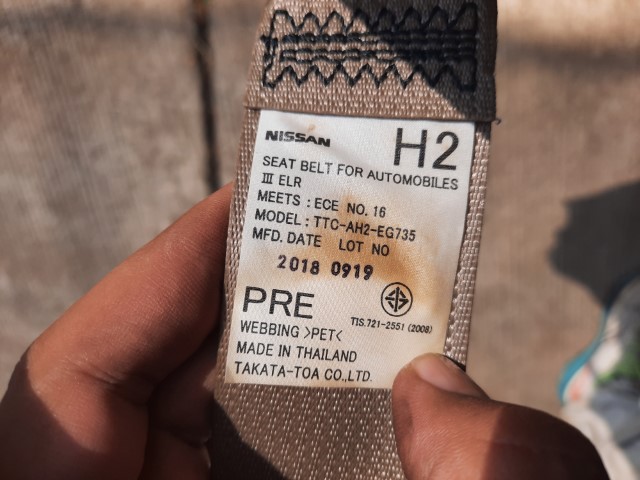 NISSAN H2
SEAT BELT FOR AUTOMOBILES
III ELR
MEETS : ECE NO. 16
MODEL : TTC-AH2-EG735
MFD. DATE LOT NO
2018 0919
PRE
TIS.721-2551 (2008)
WEBBING >PET<
MADE IN THAILAND
TAKATA-TOA CO.,LTD.